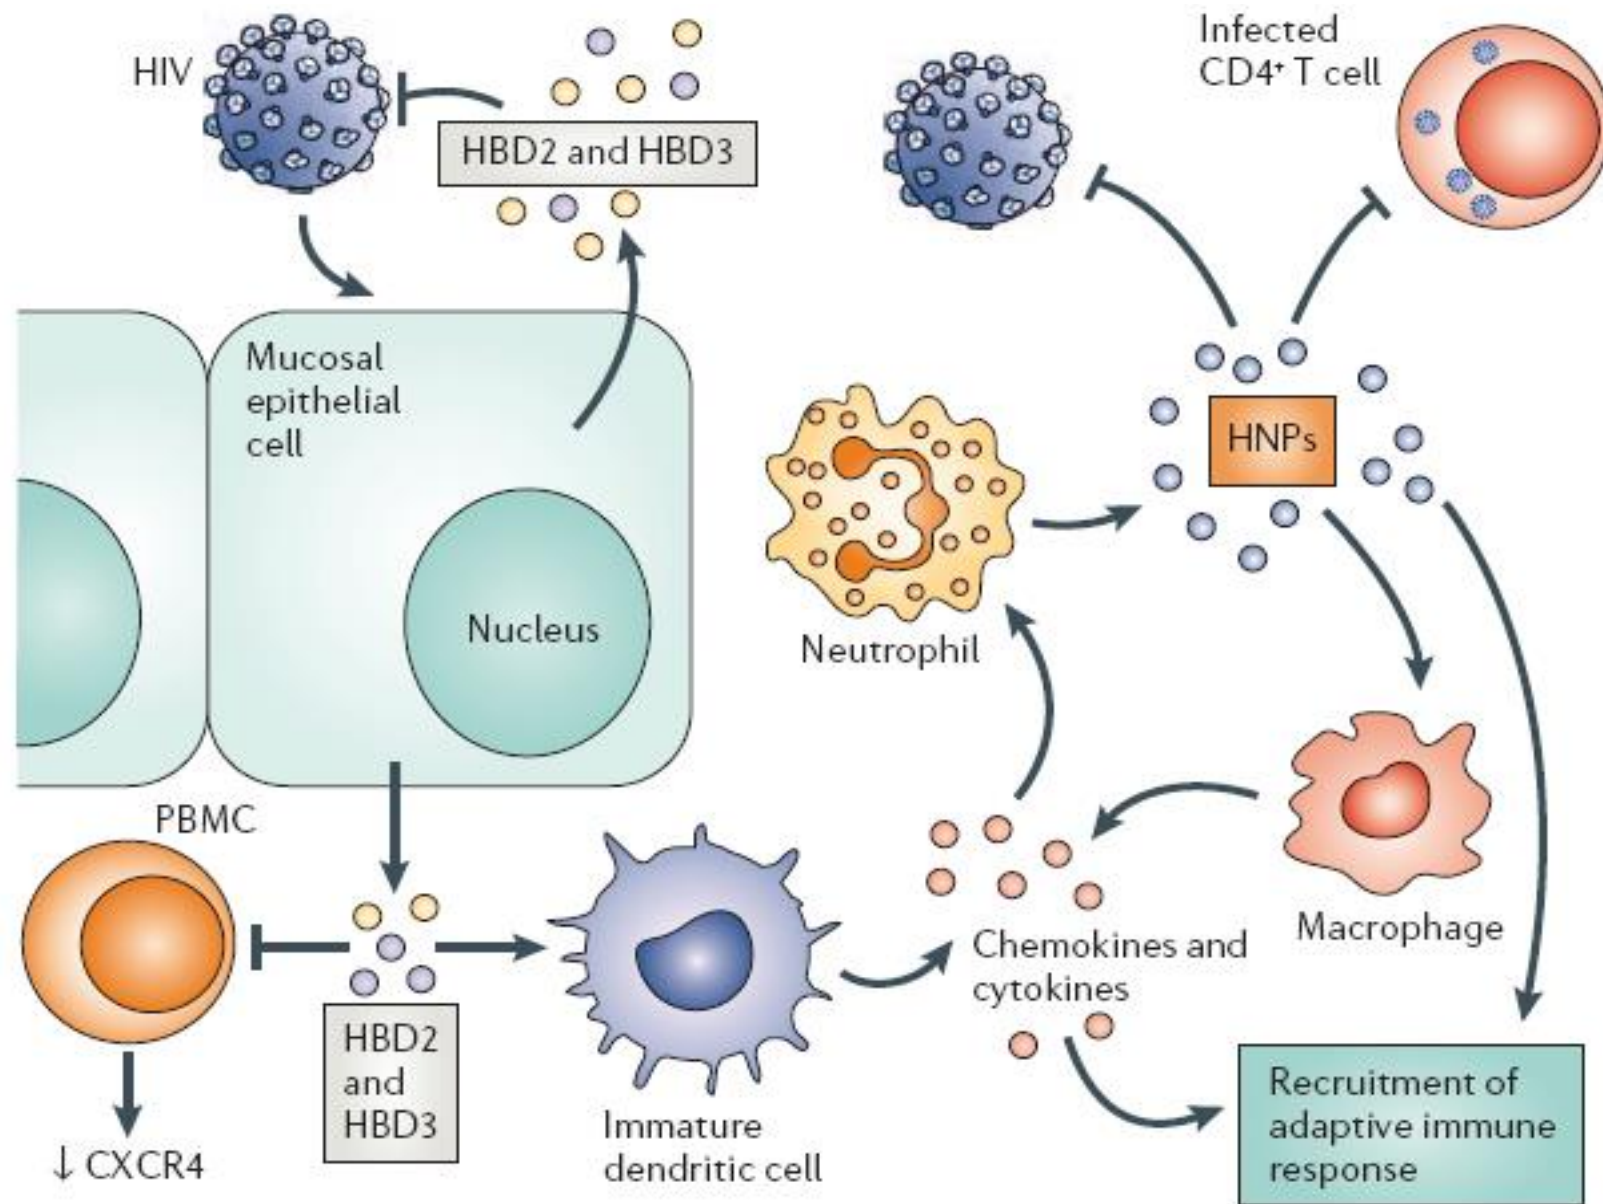 HIV
HBD2 and HBD3
Infected
CD4⁺ T cell
Mucosal
epithelial
cell
Nucleus
HNPs
Neutrophil
PBMC
HBD2
and
HBD3
↓ CXCR4
Immature
dendritic cell
Chemokines and
cytokines
Macrophage
Recruitment of
adaptive immune
response